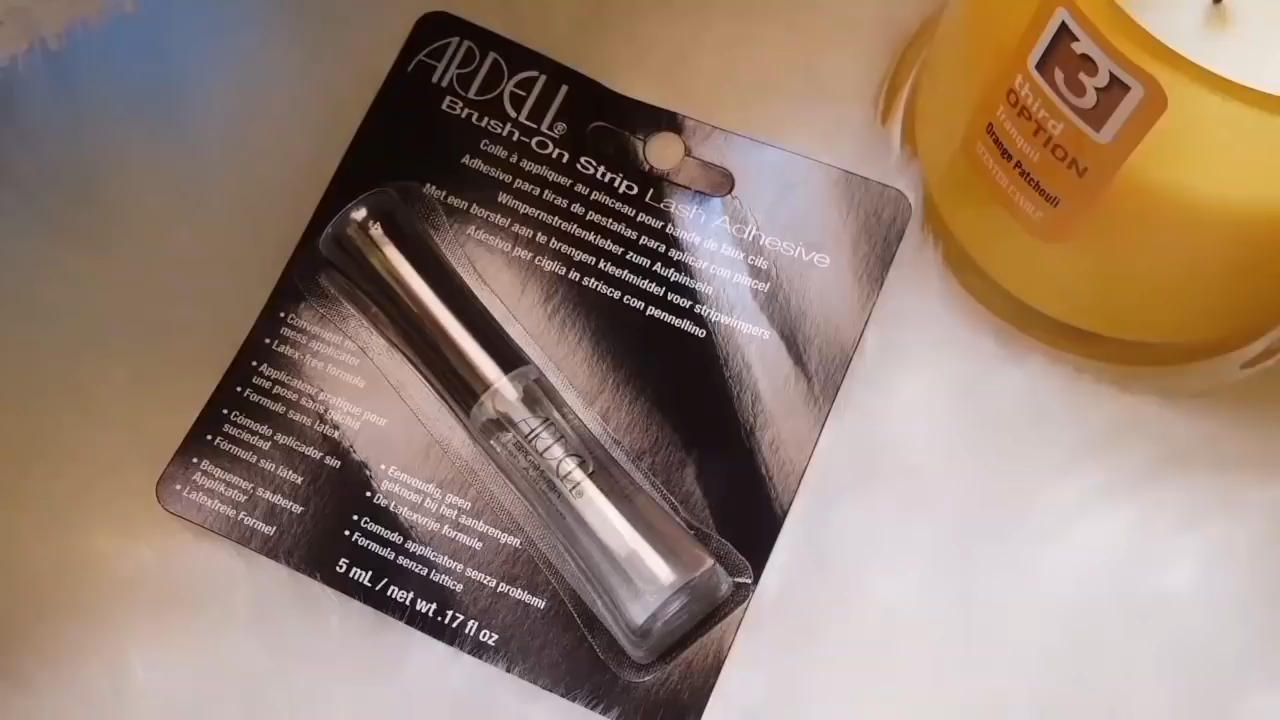 ARDELL®
Brush-On Strip Lash Adhesive
Colle à appliquer au pinceau pour bande de faux cils
Adhesivo para tiras de pestañas para aplicar con pincel
Wimpernstreifenkleber zum Aufpinseln
Met een borstel aan te brengen kleefmiddel voor stripwimpers
Adesivo per ciglia in strisce con pennellino
• Convenient no
mess applicator
• Latex-free formula
• Applicateur pratique pour
une pose sans gâchis
• Formule sans latex
• Cómodo aplicador sin
suciedad
• Fórmula sin látex
• Bequemer, sauberer
Applikator
• Latexfreie Formel
• Eenvoudig, geen
geknoei bij het aanbrengen.
• De Latexvrije formule
• Comodo applicatore senza problemi
• Formula senza lattice
5 mL / net wt .17 fl oz
ARDELL®
3
third
OPTION
Tranquil
Orange Patchouli
SCENTED CANDLE